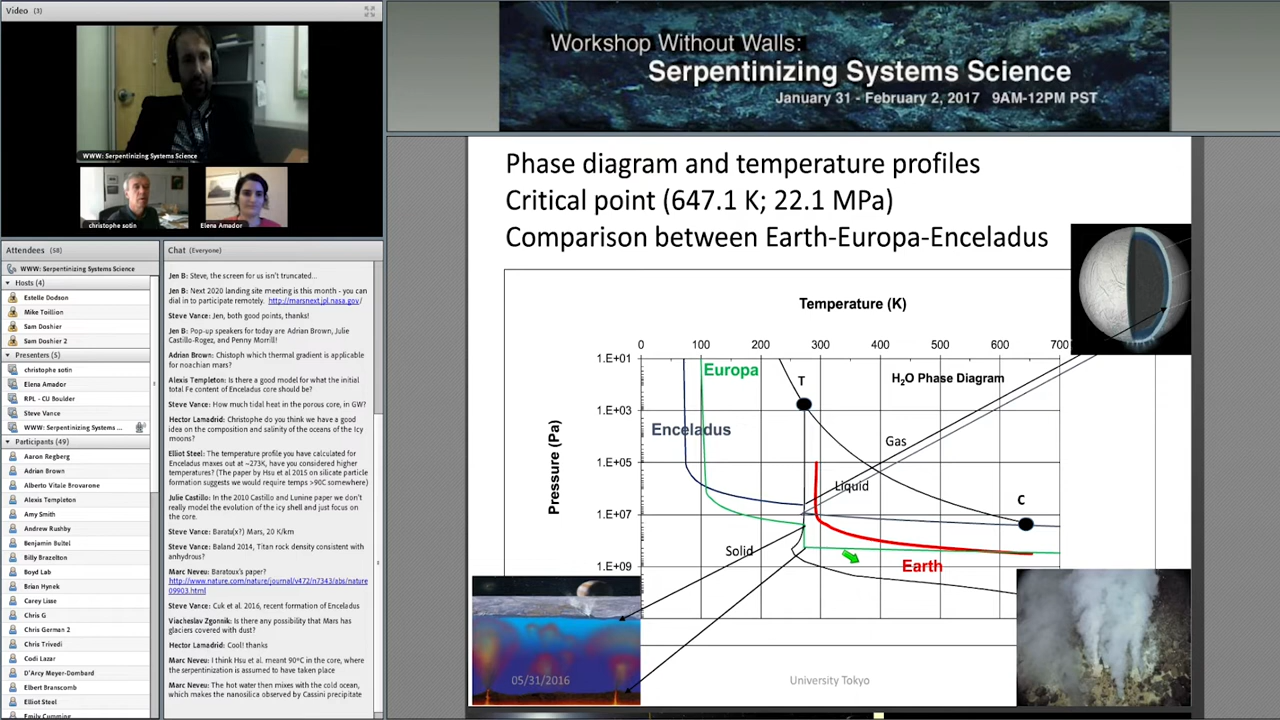 Video (3)
WWW: Serpentinizing Systems Science
christophe sotin
Elena Amador
Attendees (58)
WWW: Serpentinizing Systems Science
Hosts (4)
Estelle Dodson
Mike Toillion
Sam Doshier
Sam Doshier 2
Presenters (5)
christophe sotin
Elena Amador
RPL - CU Boulder
Steve Vance
WWW: Serpentinizing Systems ...
Participants (49)
Aaron Regberg
Adrian Brown
Alberto Vitale Brovarone
Alexis Templeton
Amy Smith
Andrew Rushby
Benjamin Bultel
Billy Brazelton
Boyd Lab
Brian Hynek
Carey Lisse
Chris G
Chris German 2
Chris Trivedi
Codi Lazar
D'Arcy Meyer-Dombard
Elbert Branscomb
Elliot Steel
Emily Cumming
Chat (Everyone)
Jen B: Steve, the screen for us isn't truncated...
Jen B: Next 2020 landing site meeting is this month - you can
dial in to participate remotely. http://marsnext.jpl.nasa.gov/
Steve Vance: Jen, both good points, thanks!
Jen B: Pop-up speakers for today are Adrian Brown, Julie
Castillo-Rogez, and Penny Morrill!
Adrian Brown: Chistoph which thermal gradient is applicable
for noachian mars?
Alexis Templeton: Is there a good model for what the initial
total Fe content of Enceladus core should be?
Steve Vance: How much tidal heat in the porous core, in GW?
Hector Lamadrid: Christophe do you think we have a good
idea on the composition and salinity of the oceans of the Icy
moons?
Elliot Steel: The temperature profile you have calculated for
Enceladus maxes out at ~273K, have you considered higher
temperatures? (The paper by Hsu et al 2015 on silicate particle
formation suggests we would require temps >90C somewhere)
Julie Castillo: In the 2010 Castillo and Lunine paper we don't
really model the evolution of the icy shell and just focus on
the core.
Steve Vance: Baratu(x?) Mars, 20 K/km
Steve Vance: Baland 2014, Titan rock density consistent with
anhydrous?
Marc Neveu: Baratoux's paper?
http://www.nature.com/nature/journal/v472/n7343/abs/nature
09903.html
Steve Vance: Cuk et al. 2016, recent formation of Enceladus
Viacheslav Zgonnik: Is there any possibility that Mars has
glaciers covered with dust?
Hector Lamadrid: Cool! thanks
Marc Neveu: I think Hsu et al. meant 90ºC in the core, where
the serpentinization is assumed to have taken place
Marc Neveu: The hot water then mixes with the cold ocean,
which makes the nanosilica observed by Cassini precipitate
Workshop Without Walls:
Serpentinizing Systems Science
January 31 - February 2, 2017 9AM-12PM PST
Phase diagram and temperature profiles
Critical point (647.1 K; 22.1 MPa)
Comparison between Earth-Europa-Enceladus
Temperature (K)
0 100 200 300 400 500 600 700
1.E+01
1.E+03
1.E+05
1.E+07
1.E+09
Pressure (Pa)
Europa
T
H2O Phase Diagram
Enceladus
Gas
Liquid
C
Solid
Earth
05/31/2016
University Tokyo